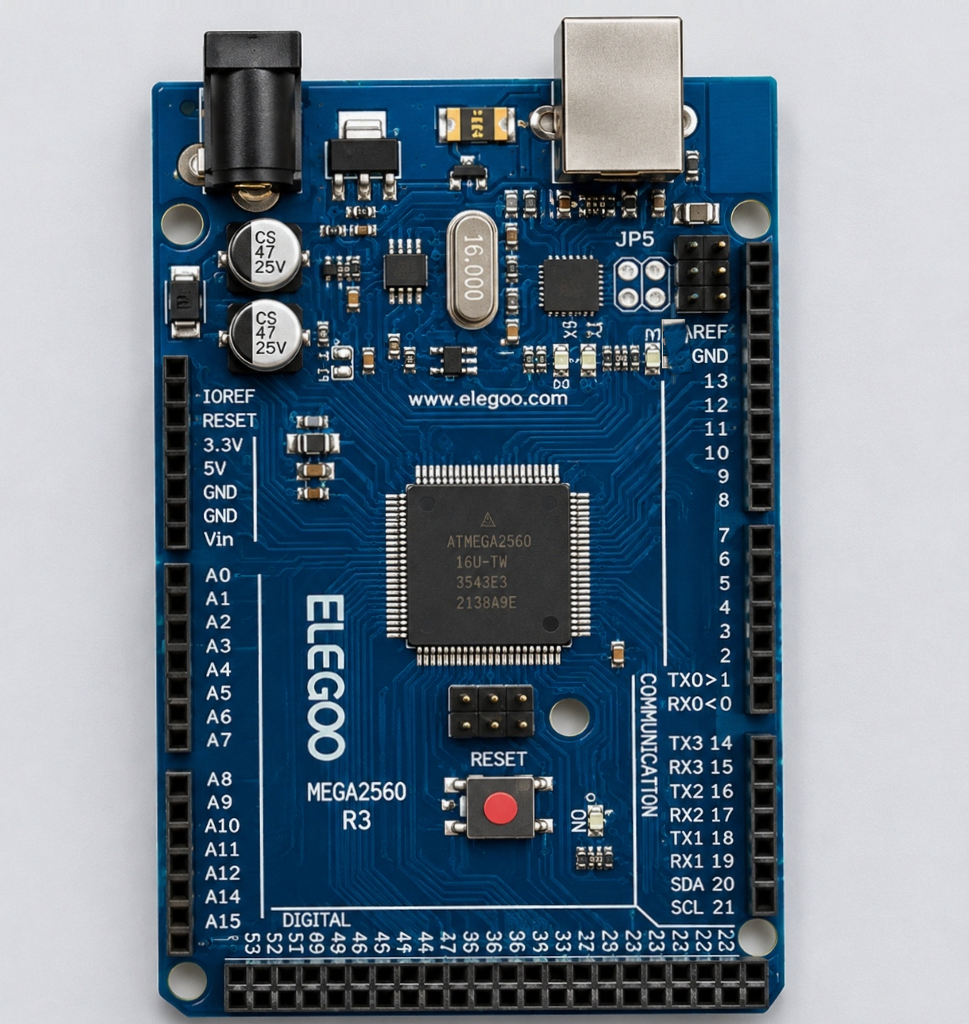 CS
47
25V
16.000
JP5
CS
47
25V
AREF
GND
www.elegoo.com
13
12
11
10
9
8
IOREF
RESET
3.3V
5V
GND
GND
Vin
ATMEGA2560
16U-TW
3543E3
2138A9E
7
6
5
4
3
2
TX0>1
RX0<0
A0
A1
A2
A3
A4
A5
A6
A7
ELEGOO
COMMUNICATION
RESET
TX3 14
RX3 15
TX2 16
RX2 17
TX1 18
RX1 19
SDA 20
SCL 21
A8
A9
A10
A11
A12
A14
A15
MEGA2560
R3
ON
DIGITAL